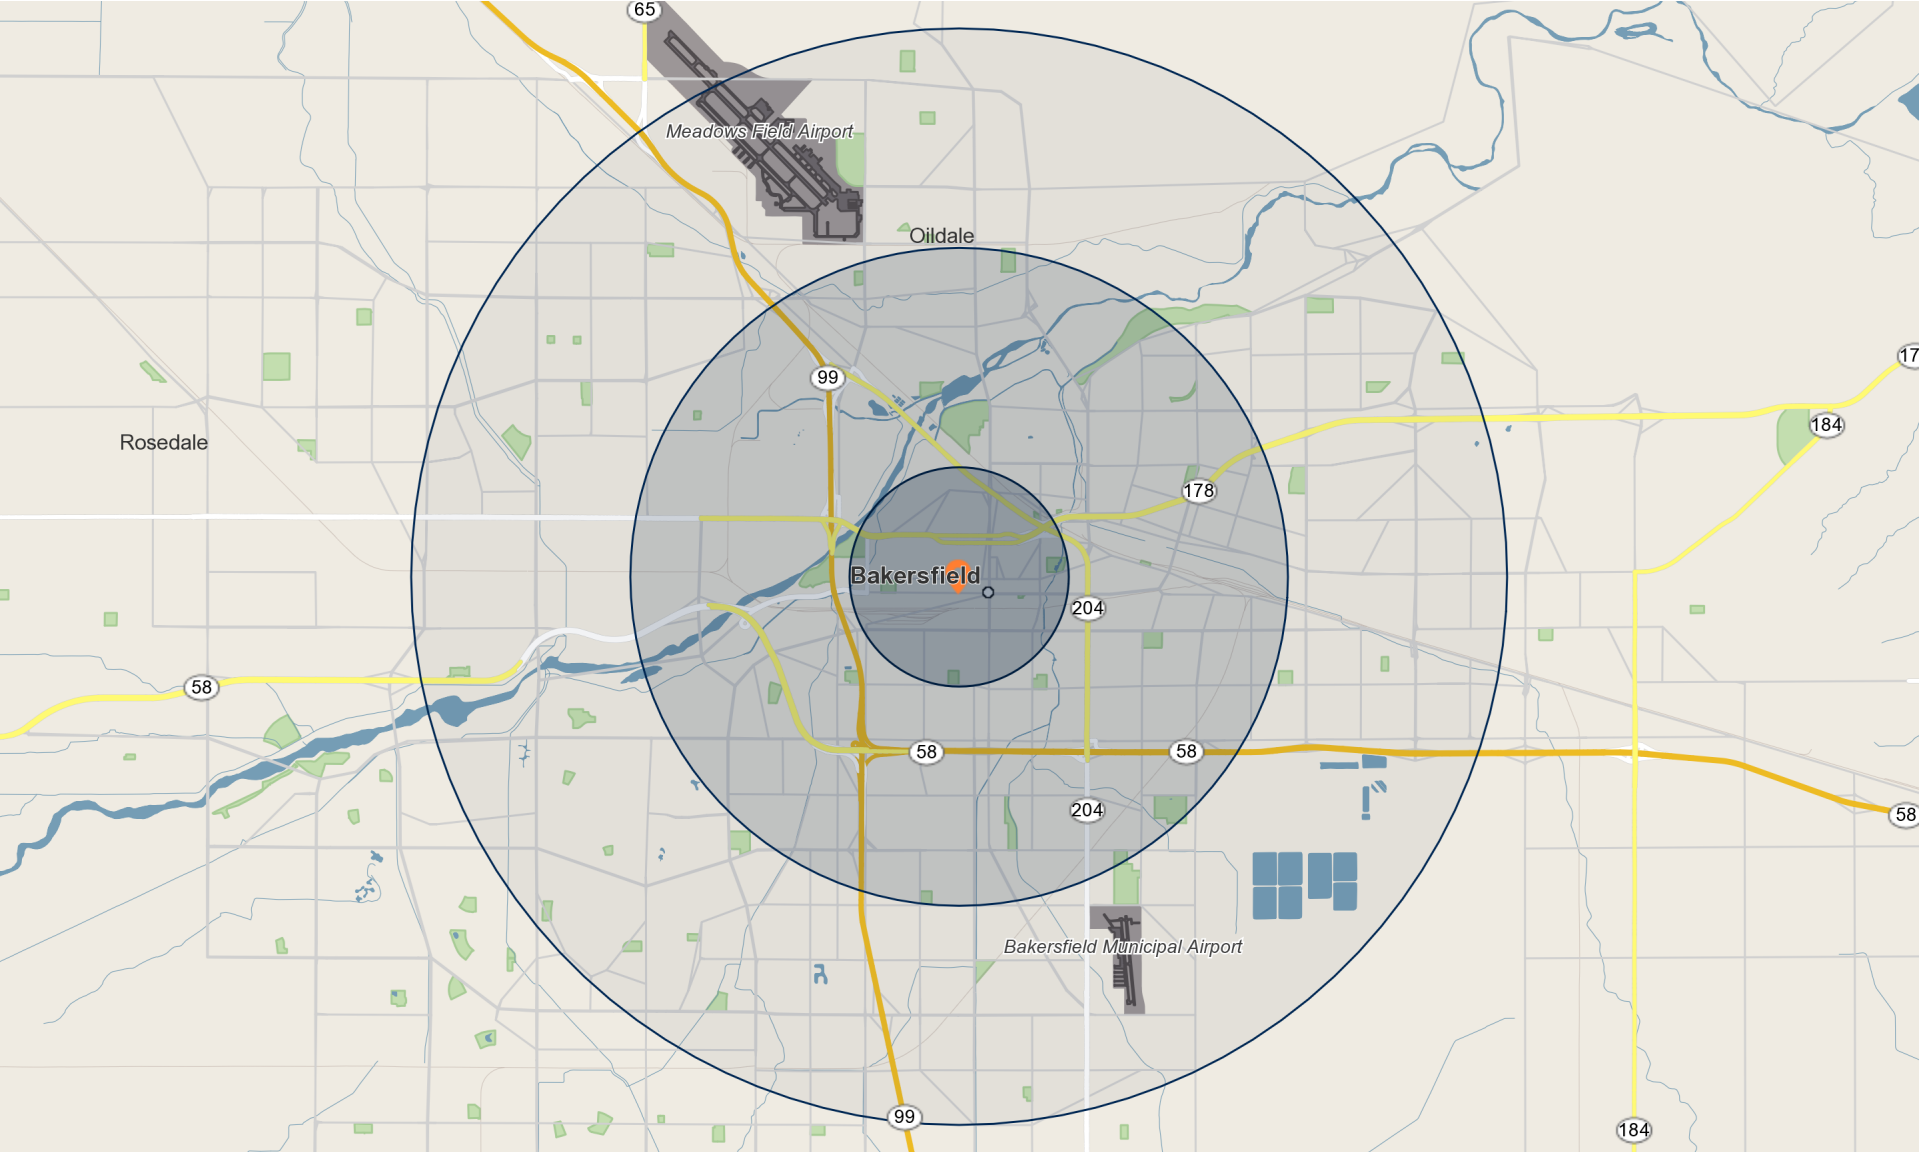 65
Meadows Field Airport
Oildale
17
99
184
Rosedale
178
Bakersfield
204
58
58
58
204
58
Bakersfield Municipal Airport
99
184